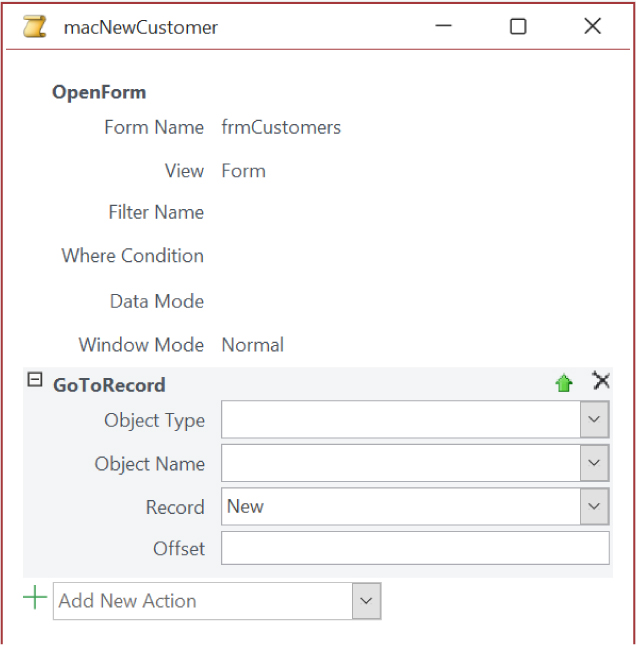 macNewCustomer
OpenForm
Form Name frmCustomers
View Form
Filter Name
Where Condition
Data Mode
Window Mode Normal
GoToRecord
Object Type
Object Name
Record New
Offset
Add New Action